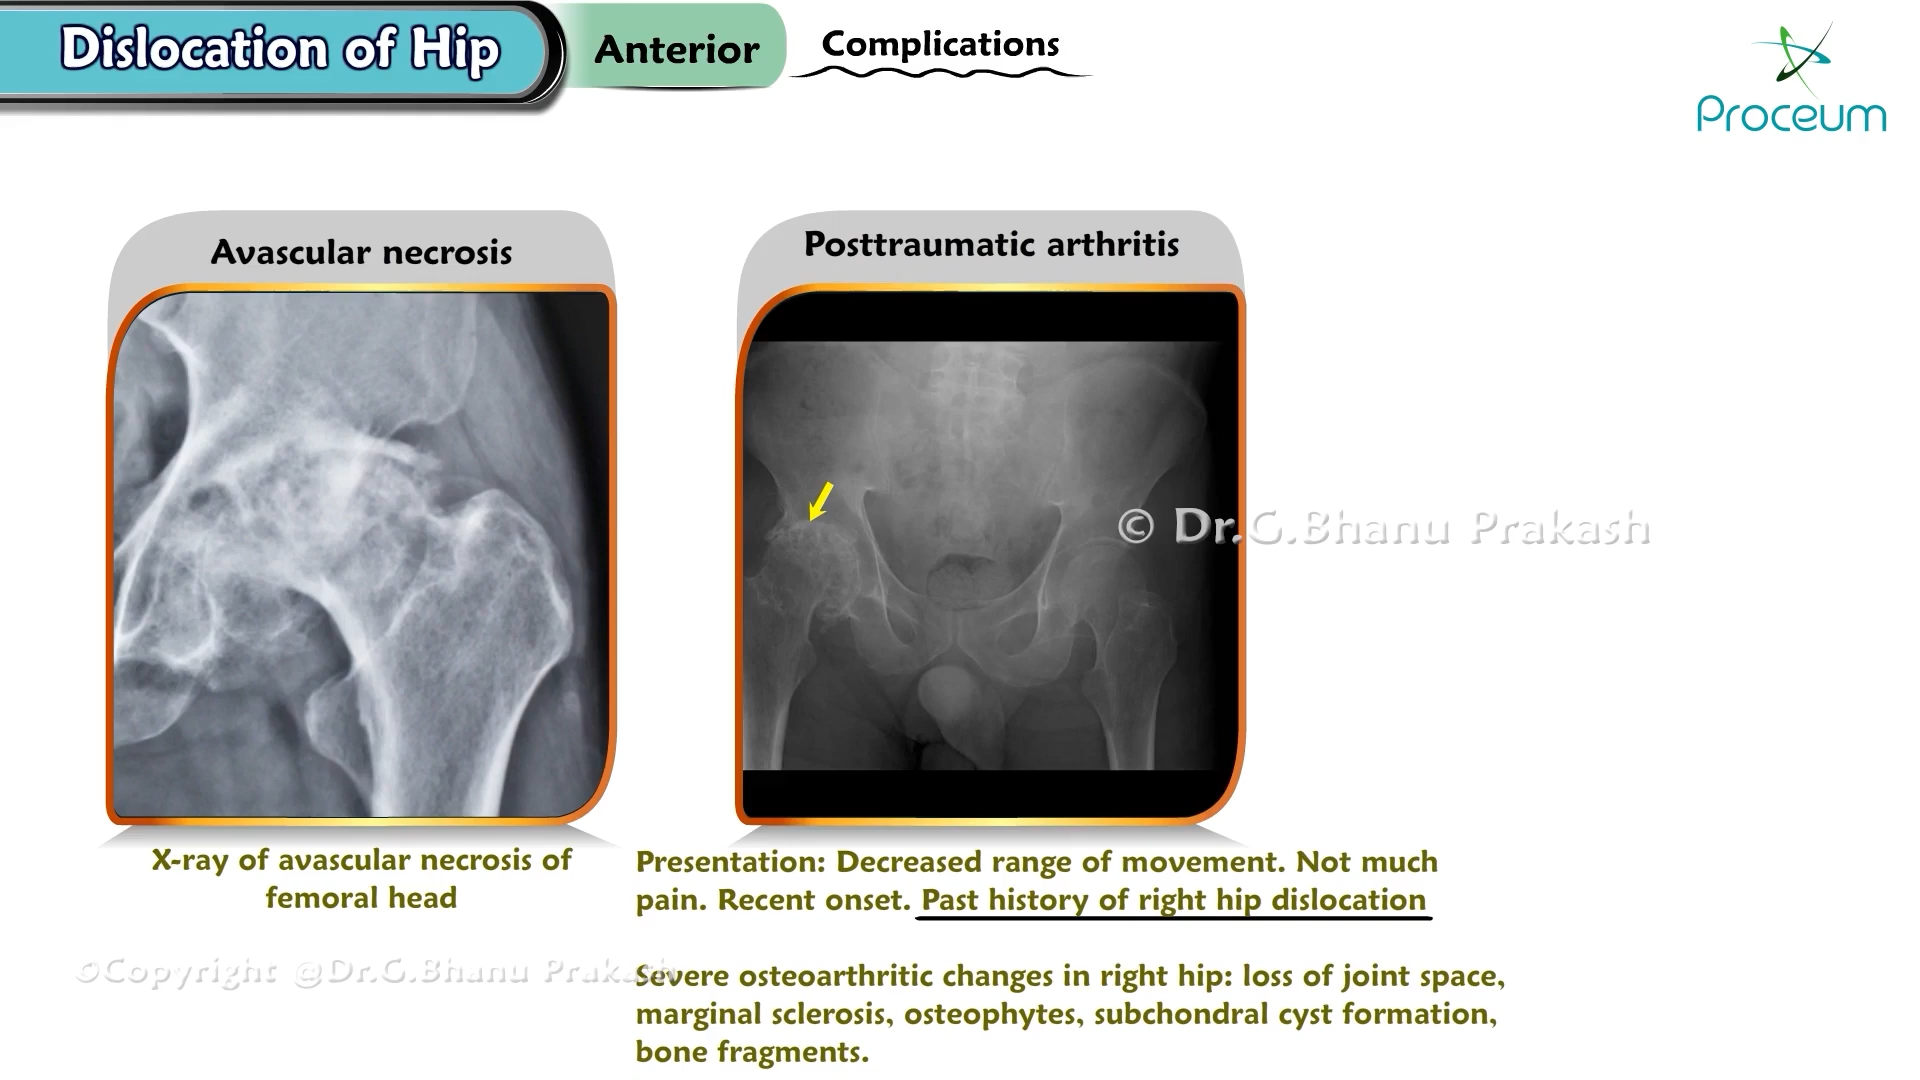 Dislocation of Hip
Anterior
Complications
Proceum
Avascular necrosis
Posttraumatic arthritis
© Dr.G.Bhanu Prakash
X-ray of avascular necrosis of
femoral head
Presentation: Decreased range of movement. Not much
pain. Recent onset. Past history of right hip dislocation
©Copyright @Dr.G.Bhanu Prakash
Severe osteoarthritic changes in right hip: loss of joint space,
marginal sclerosis, osteophytes, subchondral cyst formation,
bone fragments.